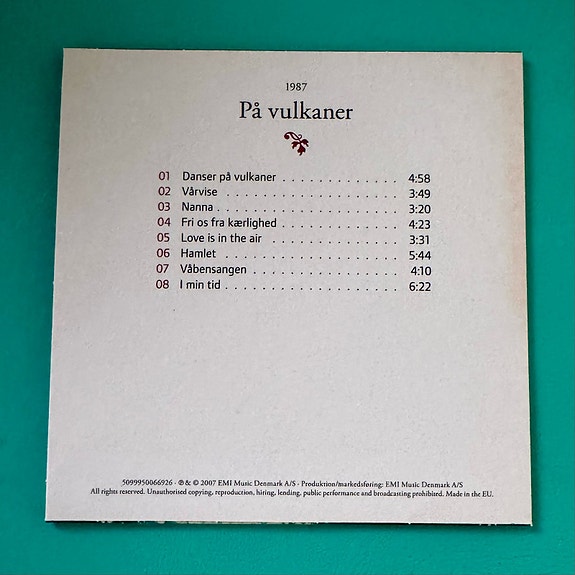 1987
På vulkaner
01 Danser på vulkaner . . . . . . . . . . . . . . 4:58
02 Vårvise . . . . . . . . . . . . . . . . . . . . . 3:49
03 Nanna . . . . . . . . . . . . . . . . . . . . . . 3:20
04 Fri os fra kærlighed . . . . . . . . . . . . . . 4:23
05 Love is in the air . . . . . . . . . . . . . . . 3:31
06 Hamlet . . . . . . . . . . . . . . . . . . . . . 5:44
07 Våbensangen . . . . . . . . . . . . . . . . . . 4:10
08 I min tid . . . . . . . . . . . . . . . . . . . . . 6:22
5099950066926 · ℗ & © 2007 EMI Music Denmark A/S · Produktion/markedsføring: EMI Music Denmark A/S
All rights reserved. Unauthorised copying, reproduction, hiring, lending, public performance and broadcasting prohibited. Made in the EU.